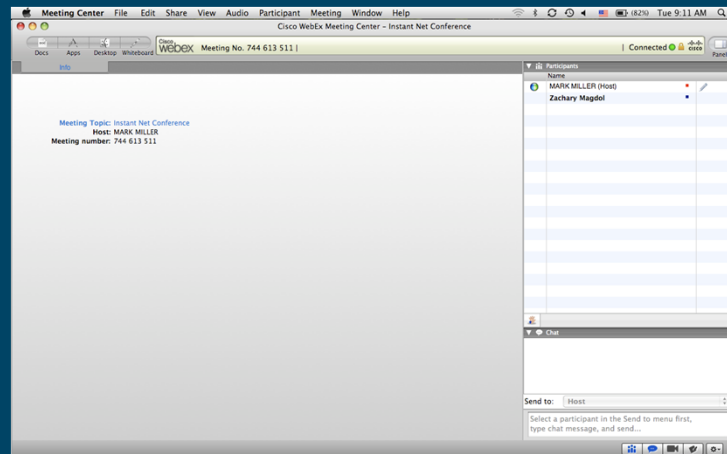 Meeting Center File Edit Share View Audio Participant Meeting Window Help (82%) Tue 9:11 AM
Cisco WebEx Meeting Center – Instant Net Conference
Docs Apps Desktop Whiteboard
Cisco webex Meeting No. 744 613 511 | | Connected cisco
Panels
Info
Participants
Name
MARK MILLER (Host)
Zachary Magdol
Meeting Topic: Instant Net Conference
Host: MARK MILLER
Meeting number: 744 613 511
Chat
Send to: Host
Select a participant in the Send to menu first,
type chat message, and send...